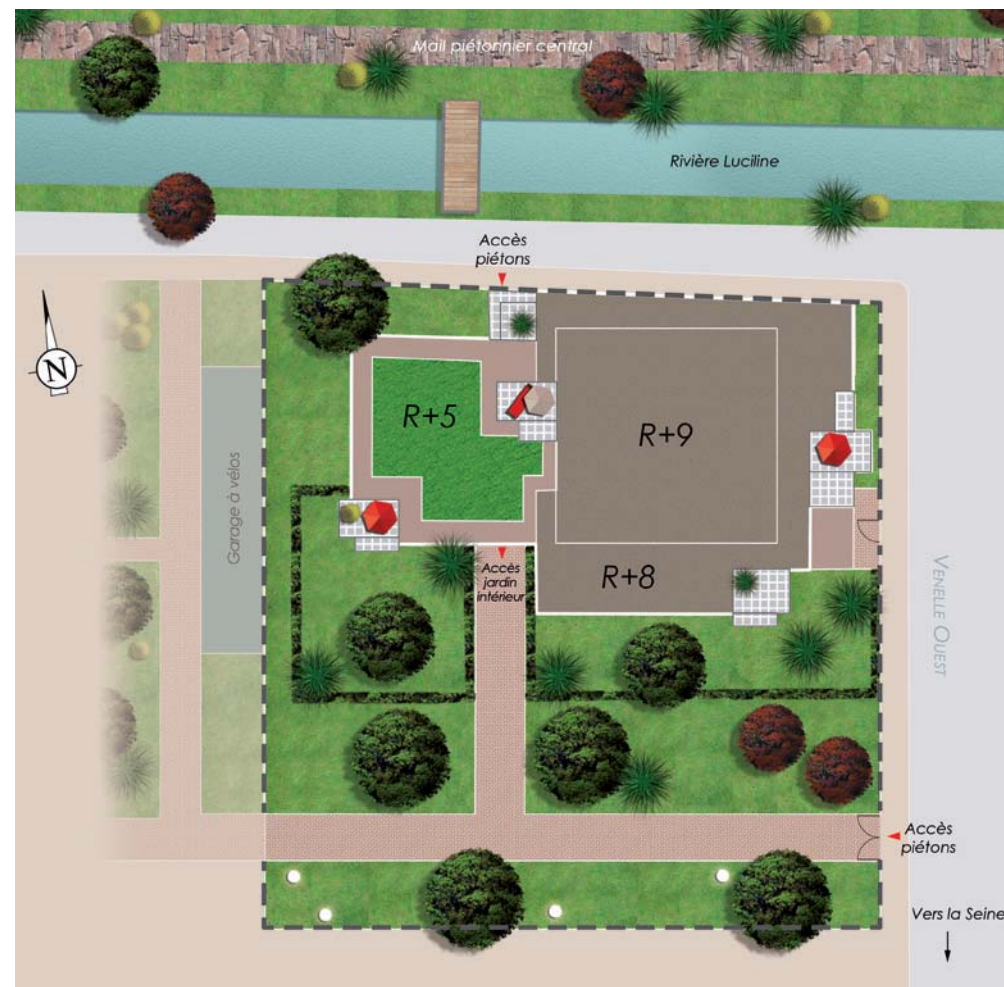 Mail piétonnier central
Rivière Luciline
Accès
piétons
N
R+5
R+9
Garage à vélos
Accès
jardin
intérieur
R+8
VENELLE OUEST
Accès
piétons
Vers la Seine